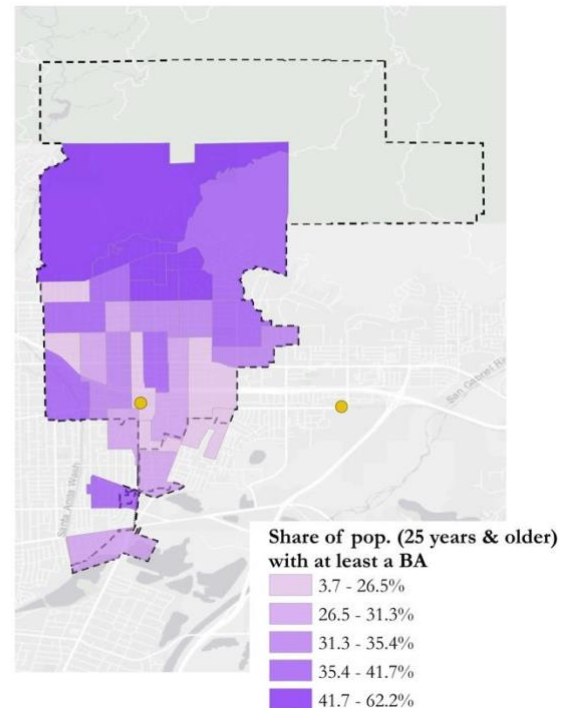 San Gabriel Ri
Santa Anita Wash
Share of pop. (25 years & older)
with at least a BA
3.7 - 26.5%
26.5 - 31.3%
31.3 - 35.4%
35.4 - 41.7%
41.7 - 62.2%